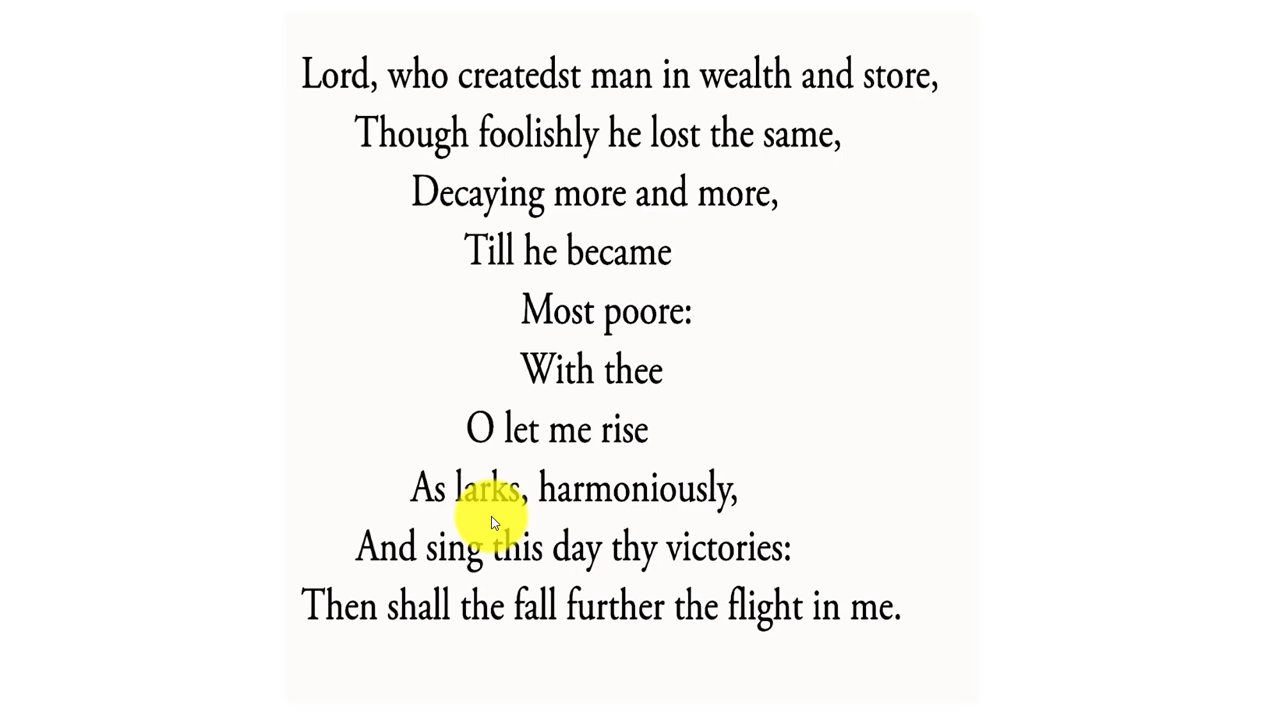 Lord, who createdst man in wealth and store,
Though foolishly he lost the same,
Decaying more and more,
Till he became
Most poore:
With thee
O let me rise
As larks, harmoniously,
And sing this day thy victories:
Then shall the fall further the flight in me.